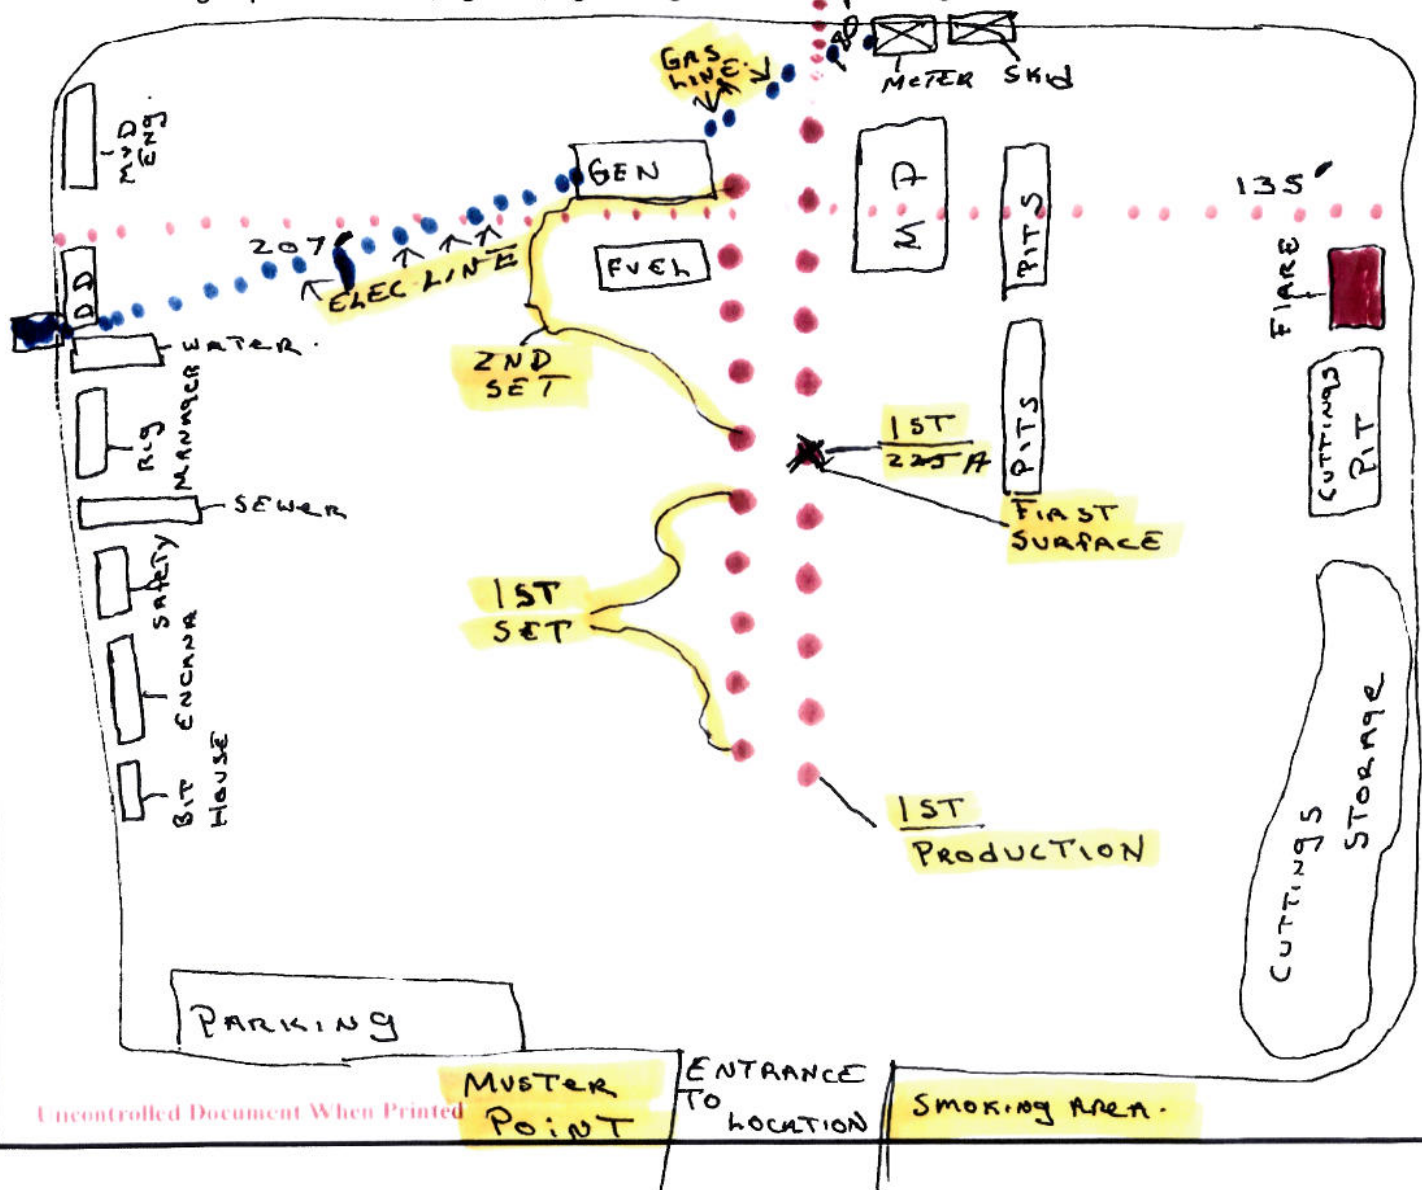 GAS
LINE
80
METER
SKID
MUD
ENG.
GEN
M P
PITS
135'
207'
DD
ELEC. LINE
FUEL
FLARE
WATER.
2ND
SET
RIG
MANAGER
1ST
225 A
PITS
CUTTINGS
PIT
SEWER
FIRST
SURFACE
SAFETY
1ST
SET
ENCANA
BIT
HOUSE
1ST
PRODUCTION
CUTTINGS
STORAGE
PARKING
MUSTER
POINT
ENTRANCE
TO
LOCATION
SMOKING AREA.
Uncontrolled Document When Printed